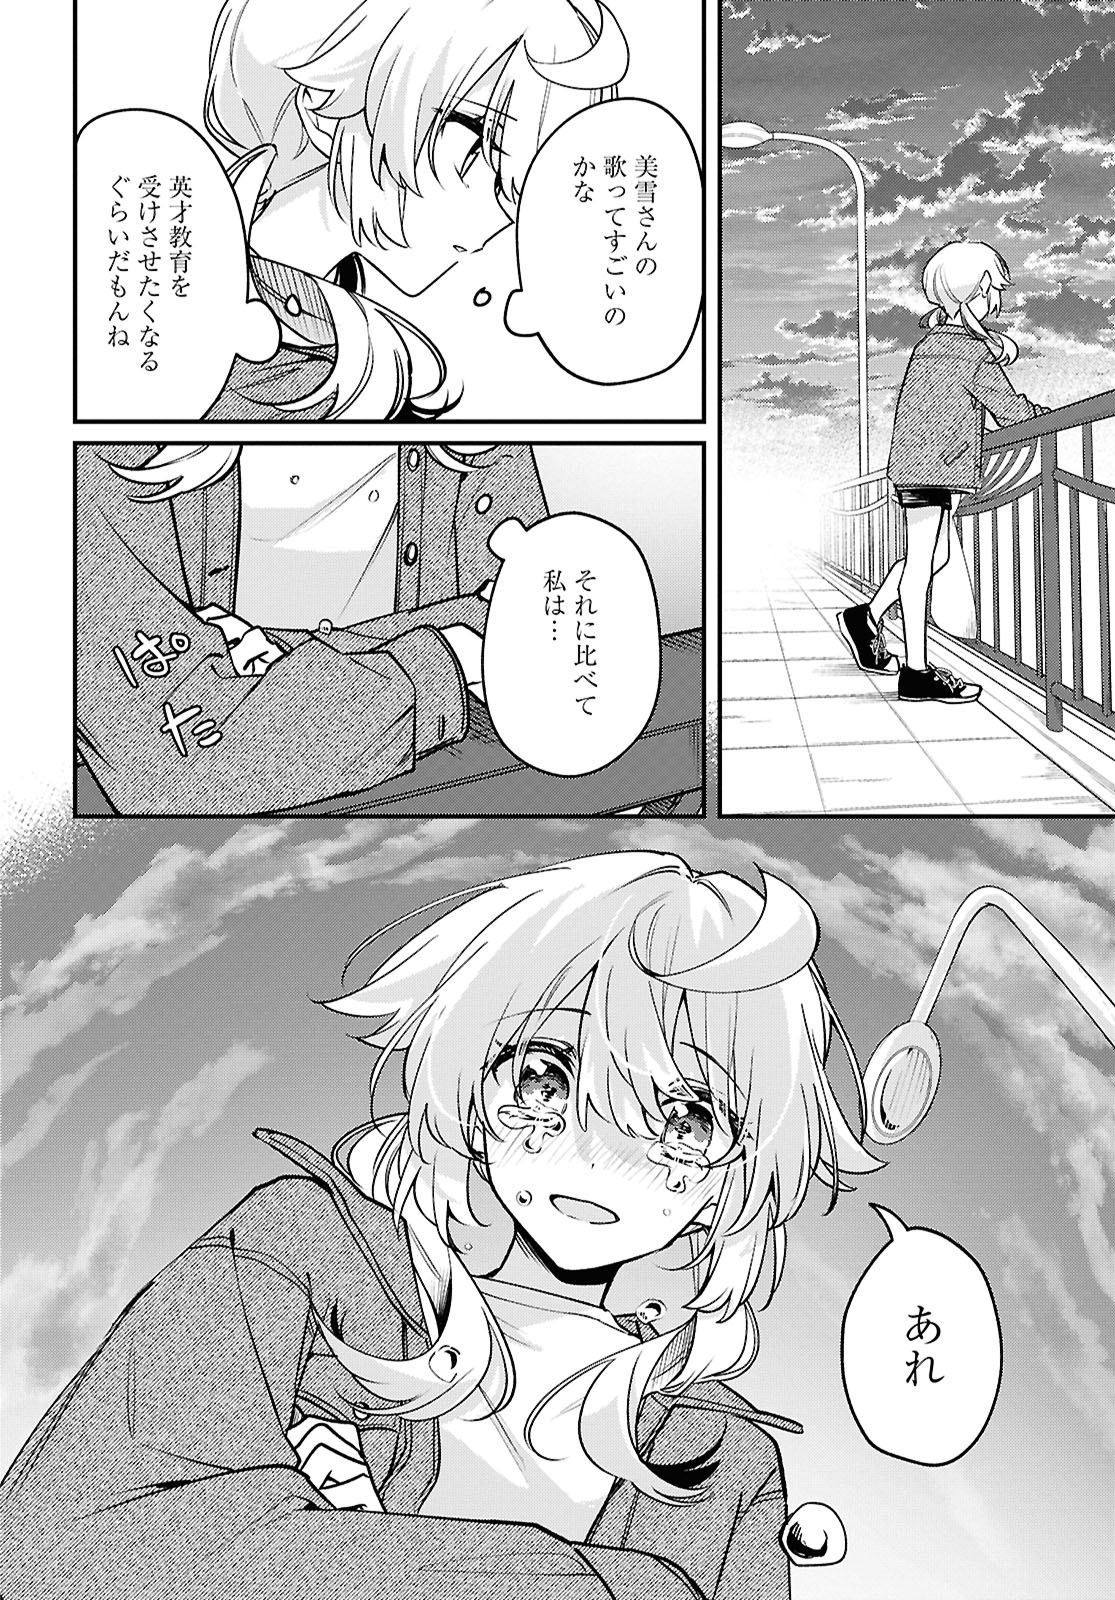 美雪さんの
歌ってすごいの
かな
英才教育を
受けさせたくなる
ぐらいだもんね
それに比べて
私は…
ぱた
あれ